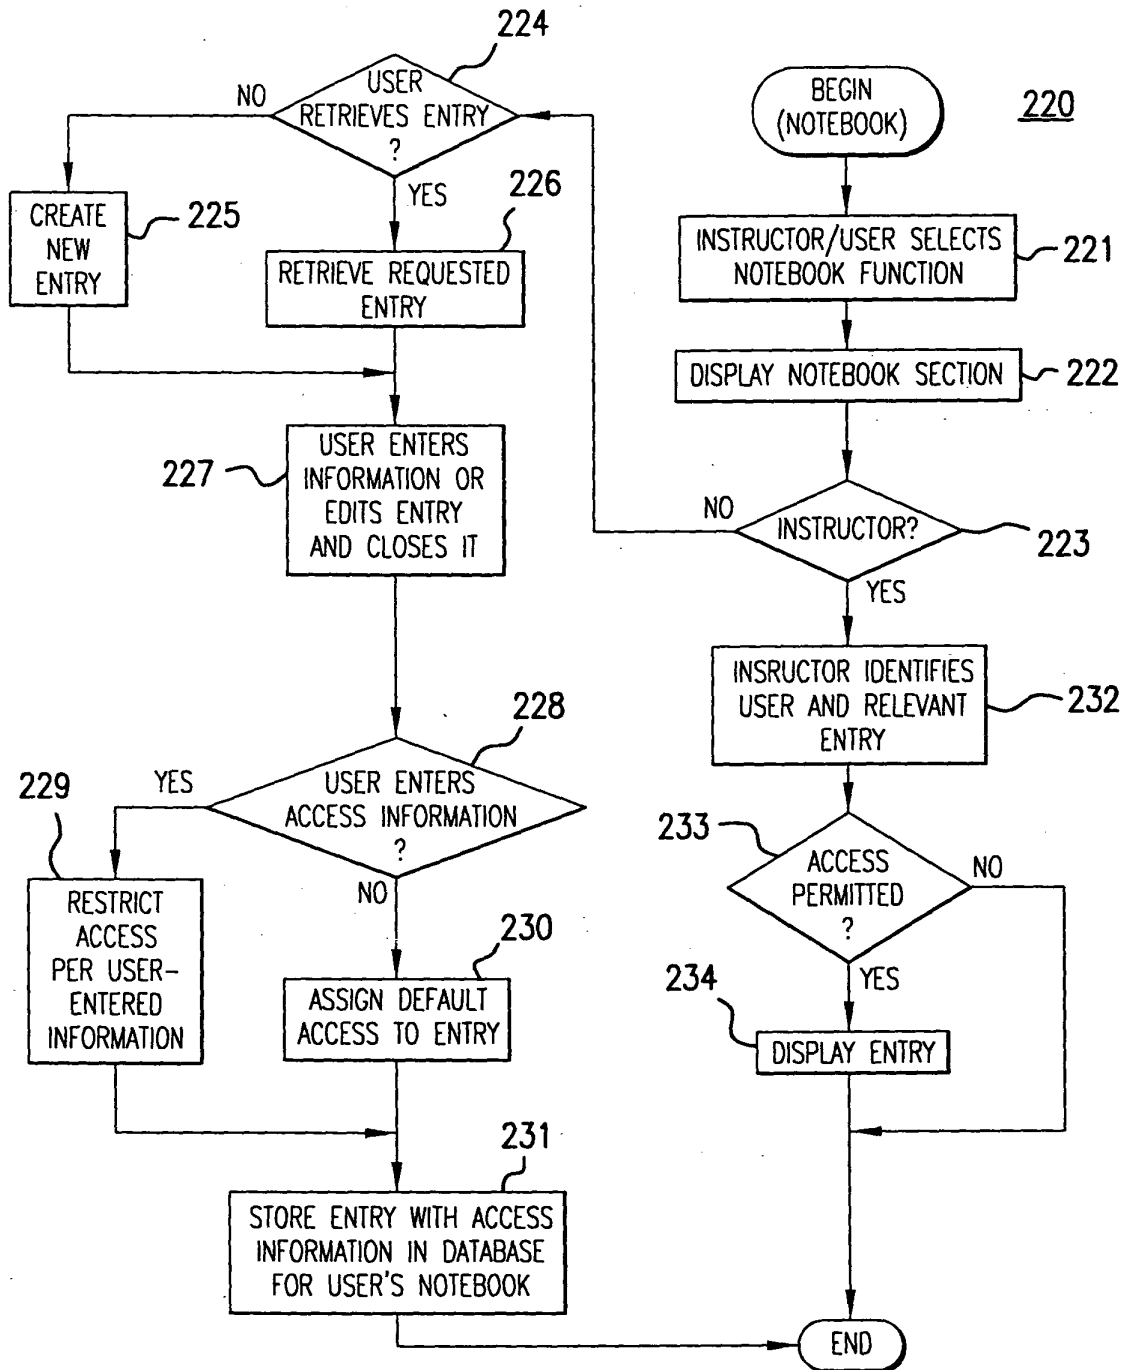 BEGIN
(NOTEBOOK)
220
INSTRUCTOR/USER SELECTS
NOTEBOOK FUNCTION
221
DISPLAY NOTEBOOK SECTION
222
INSTRUCTOR?
223
NO
YES
224
USER
RETRIEVES ENTRY
?
NO
YES
CREATE
NEW
ENTRY
225
226
RETRIEVE REQUESTED
ENTRY
227
USER ENTERS
INFORMATION OR
EDITS ENTRY
AND CLOSES IT
228
USER ENTERS
ACCESS INFORMATION
?
YES
NO
229
RESTRICT
ACCESS
PER USER-
ENTERED
INFORMATION
230
ASSIGN DEFAULT
ACCESS TO ENTRY
231
STORE ENTRY WITH ACCESS
INFORMATION IN DATABASE
FOR USER'S NOTEBOOK
INSRUCTOR IDENTIFIES
USER AND RELEVANT
ENTRY
232
233
ACCESS
PERMITTED
?
NO
YES
234
DISPLAY ENTRY
END